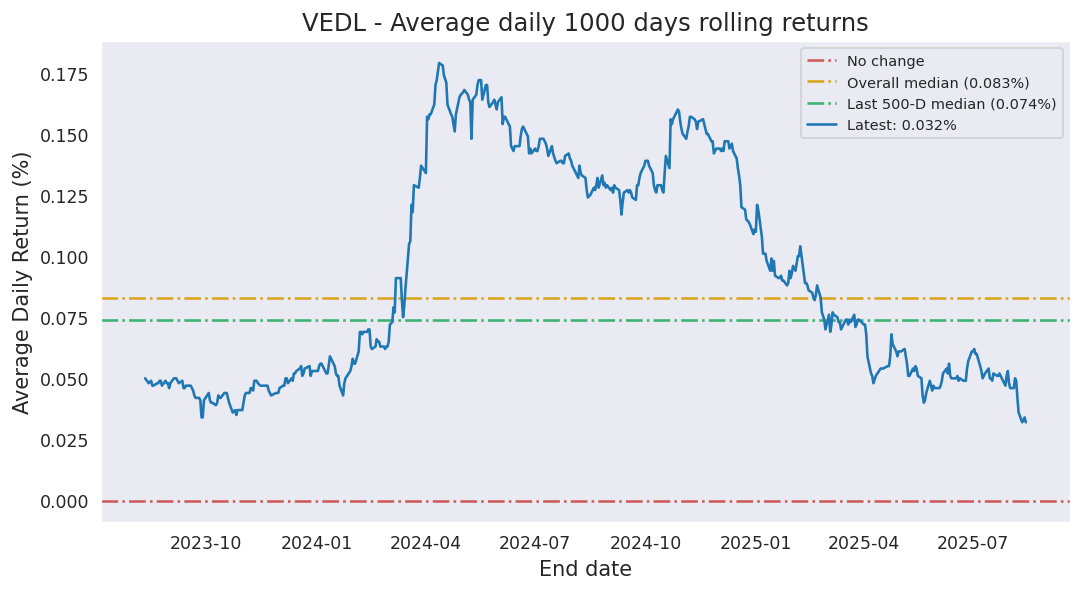 VEDL - Average daily 1000 days rolling returns
No change
Overall median (0.083%)
Last 500-D median (0.074%)
Latest: 0.032%
Average Daily Return (%)
0.175
0.150
0.125
0.100
0.075
0.050
0.025
0.000
2023-10 2024-01 2024-04 2024-07 2024-10 2025-01 2025-04 2025-07
End date